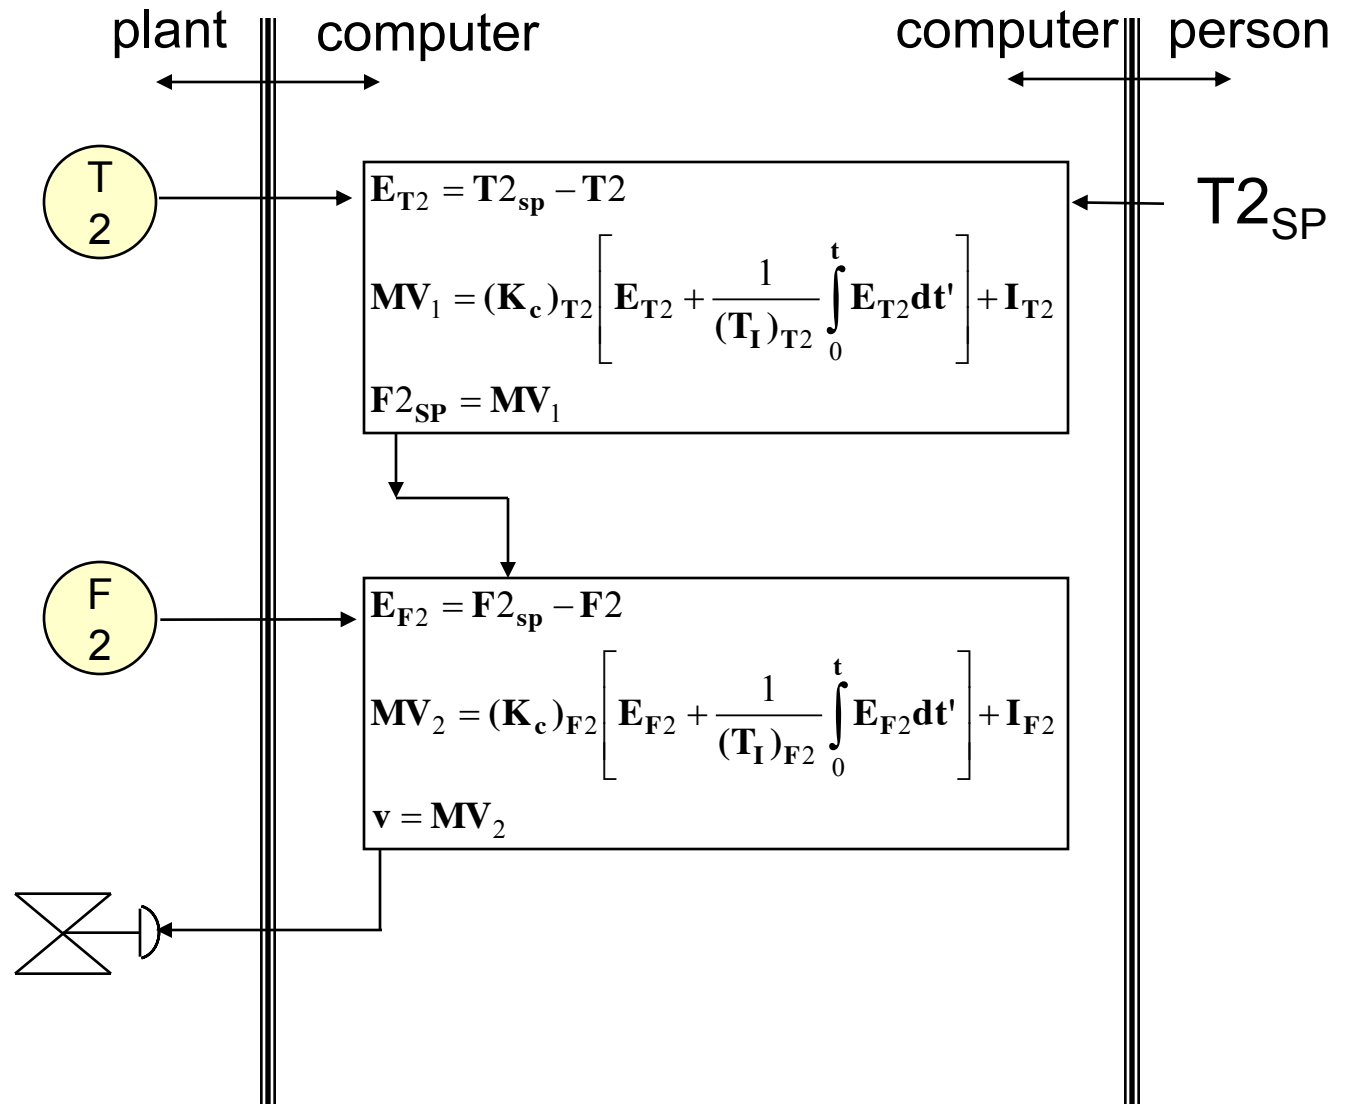 plant computer computer person
T
2
E_T2 = T2_sp − T2
T2_SP
MV_1 = (K_c)_T2 [ E_T2 + 1/(T_I)_T2 ∫_0^t E_T2 dt' ] + I_T2
F2_SP = MV_1
F
2
E_F2 = F2_sp − F2
MV_2 = (K_c)_F2 [ E_F2 + 1/(T_I)_F2 ∫_0^t E_F2 dt' ] + I_F2
v = MV_2